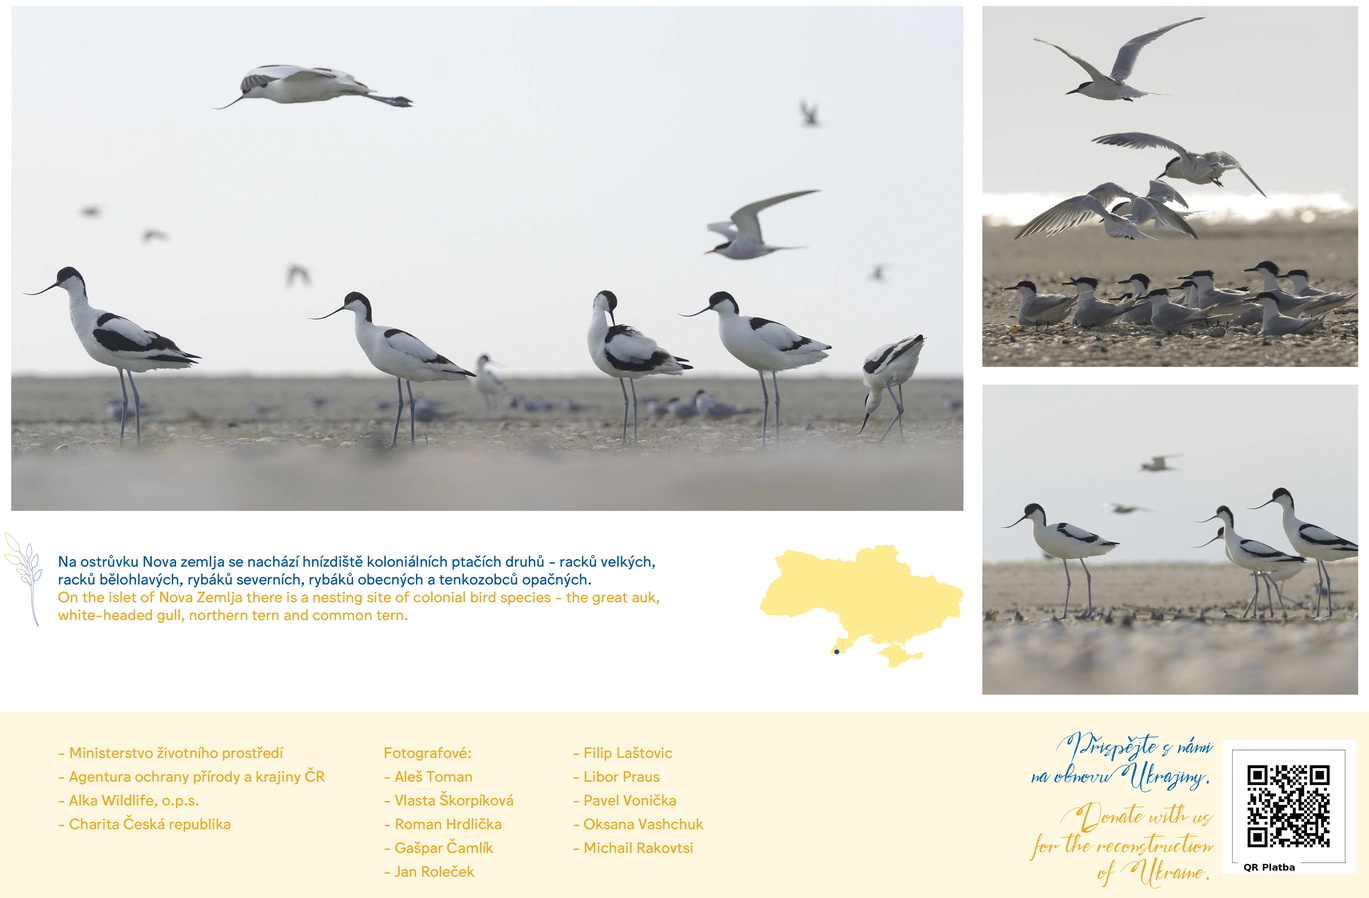 Na ostrůvku Nova zemlja se nachází hnízdiště koloniálních ptačích druhů – racků velkých,
racků bělohlavých, rybáků severních, rybáků obecných a tenkozobců opačných.
On the islet of Nova Zemlja there is a nesting site of colonial bird species – the great auk,
white-headed gull, northern tern and common tern.
– Ministerstvo životního prostředí
– Agentura ochrany přírody a krajiny ČR
– Alka Wildlife, o.p.s.
– Charita Česká republika
Fotografové:
– Aleš Toman
– Vlasta Škorpíková
– Roman Hrdlička
– Gašpar Čamlík
– Jan Roleček
– Filip Laštovic
– Libor Praus
– Pavel Vonička
– Oksana Vashchuk
– Michail Rakovtsi
Přispějte s námi
na obnovu Ukrajiny.
Donate with us
for the reconstruction
of Ukraine.
QR Platba